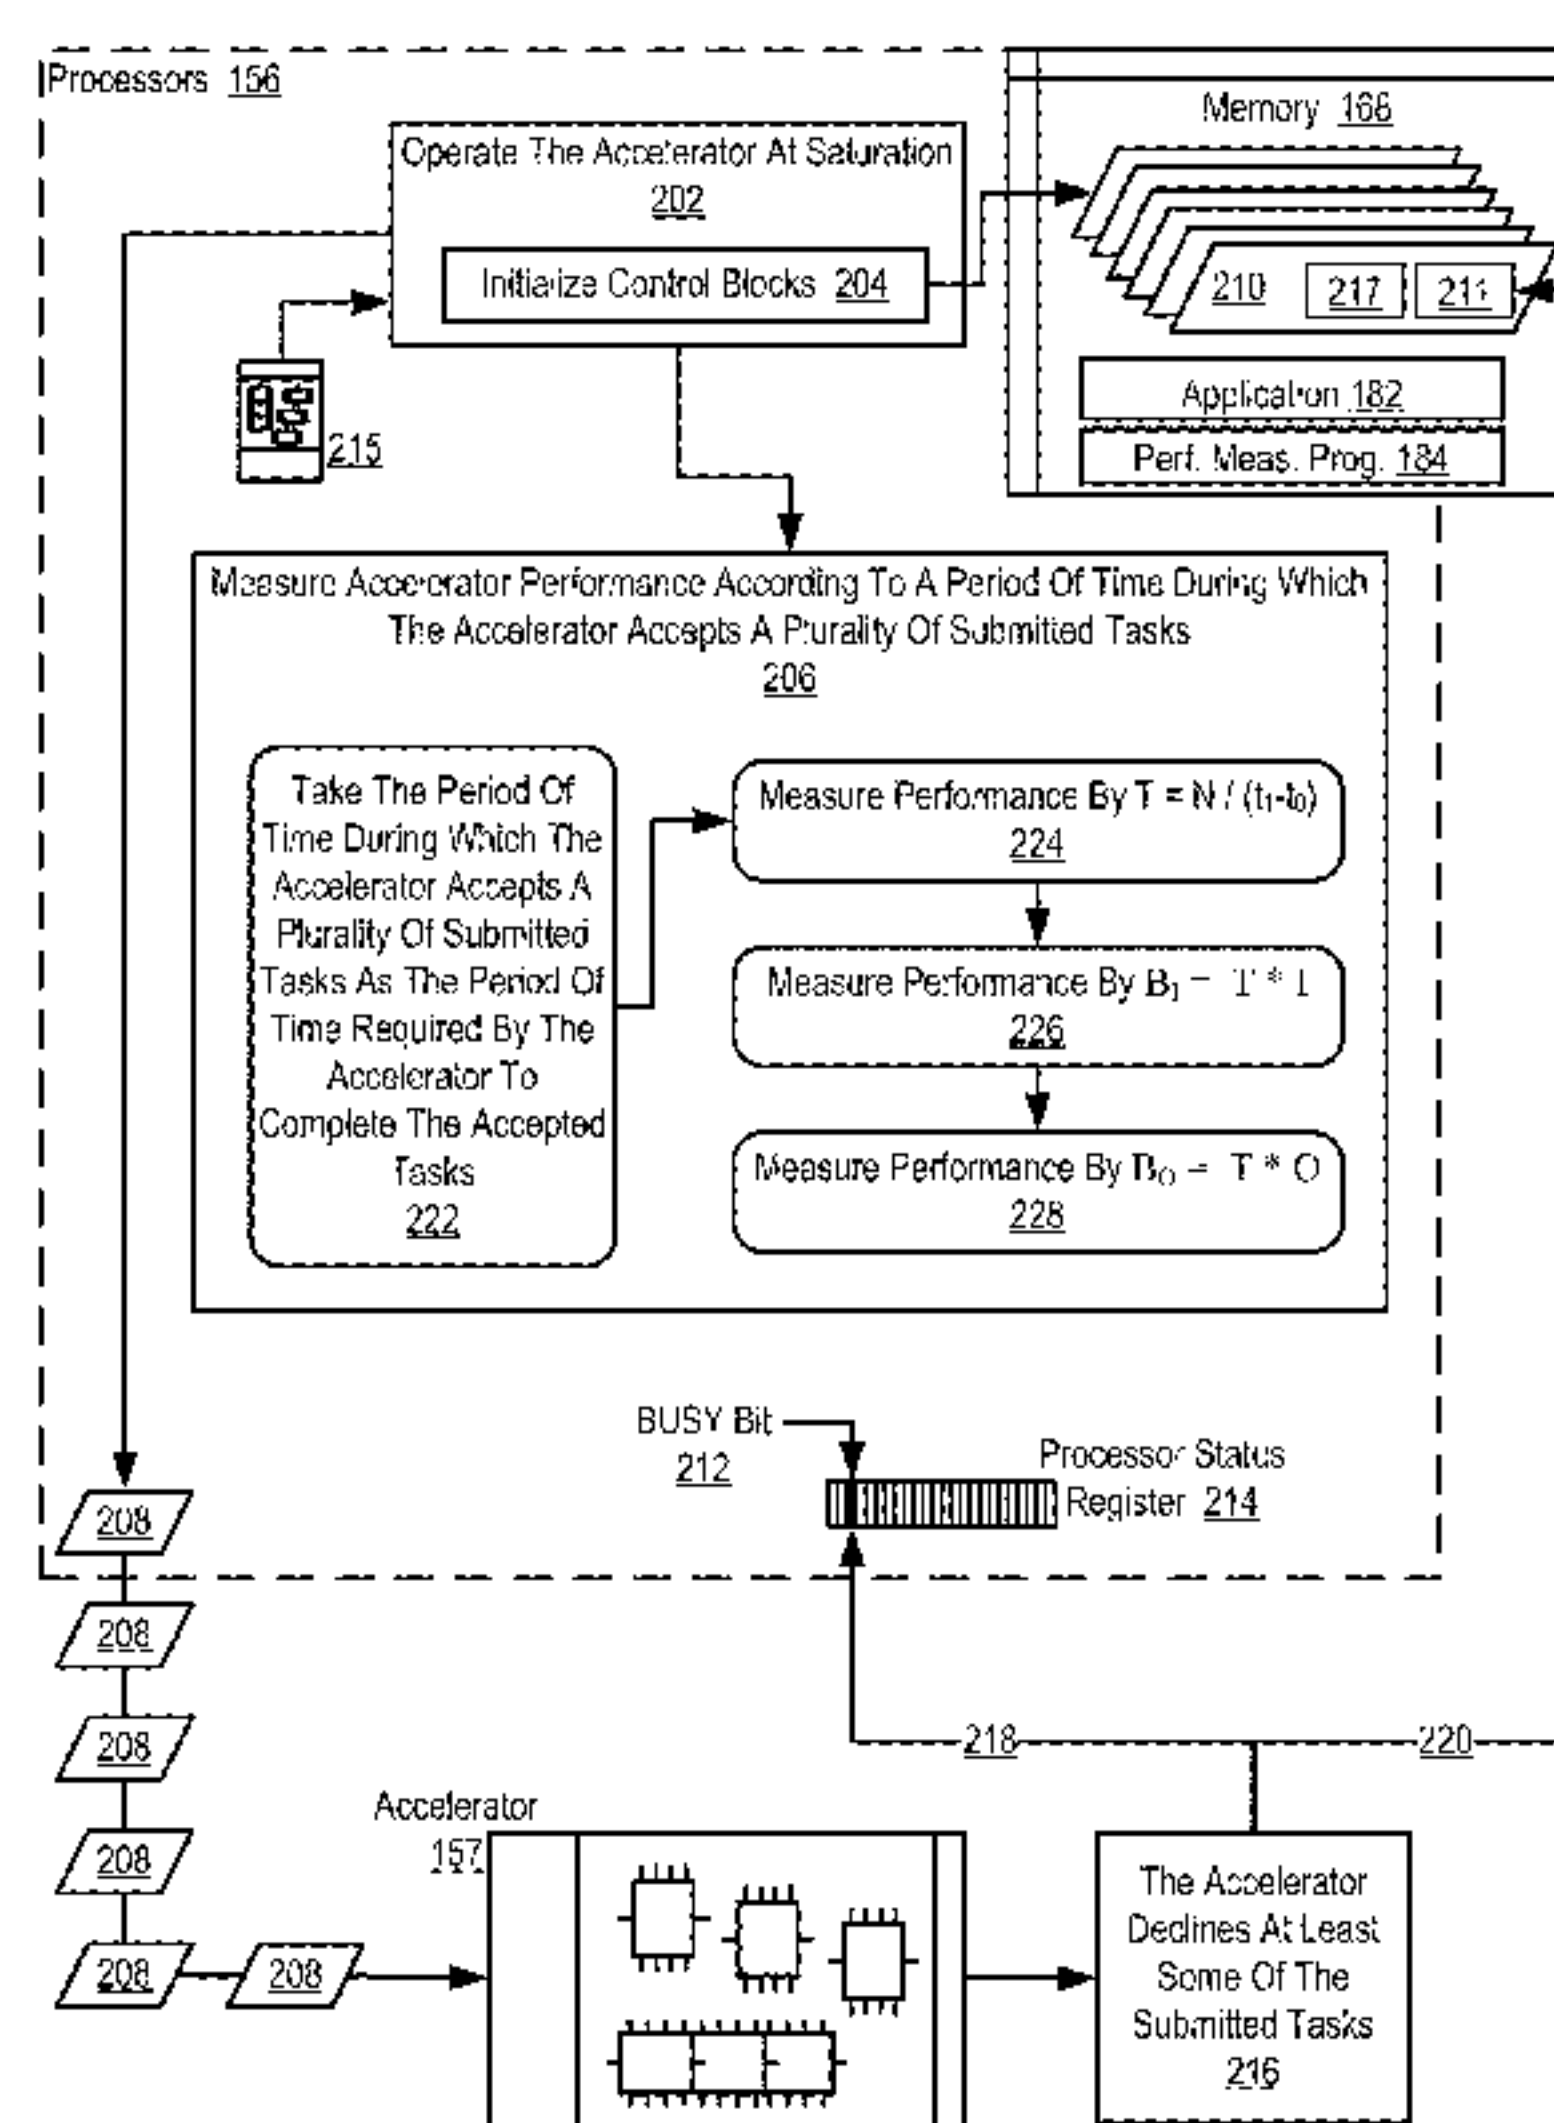 Processors 156
Memory 168
Operate The Accelerator At Saturation
202
Initialize Control Blocks 204
210 217 211
215
Application 182
Perf. Meas. Prog. 184
Measure Accelerator Performance According To A Period Of Time During Which
The Accelerator Accepts A Plurality Of Submitted Tasks
206
Take The Period Of
Time During Which The
Accelerator Accepts A
Plurality Of Submitted
Tasks As The Period Of
Time Required By The
Accelerator To
Complete The Accepted
Tasks
222
Measure Performance By T = N / (t₁-t₀)
224
Measure Performance By B_I = T * I
226
Measure Performance By B_O = T * O
228
BUSY Bit
212
Processor Status
Register 214
208
208
208
208
208 208
218 220
Accelerator
157
The Accelerator
Declines At Least
Some Of The
Submitted Tasks
216